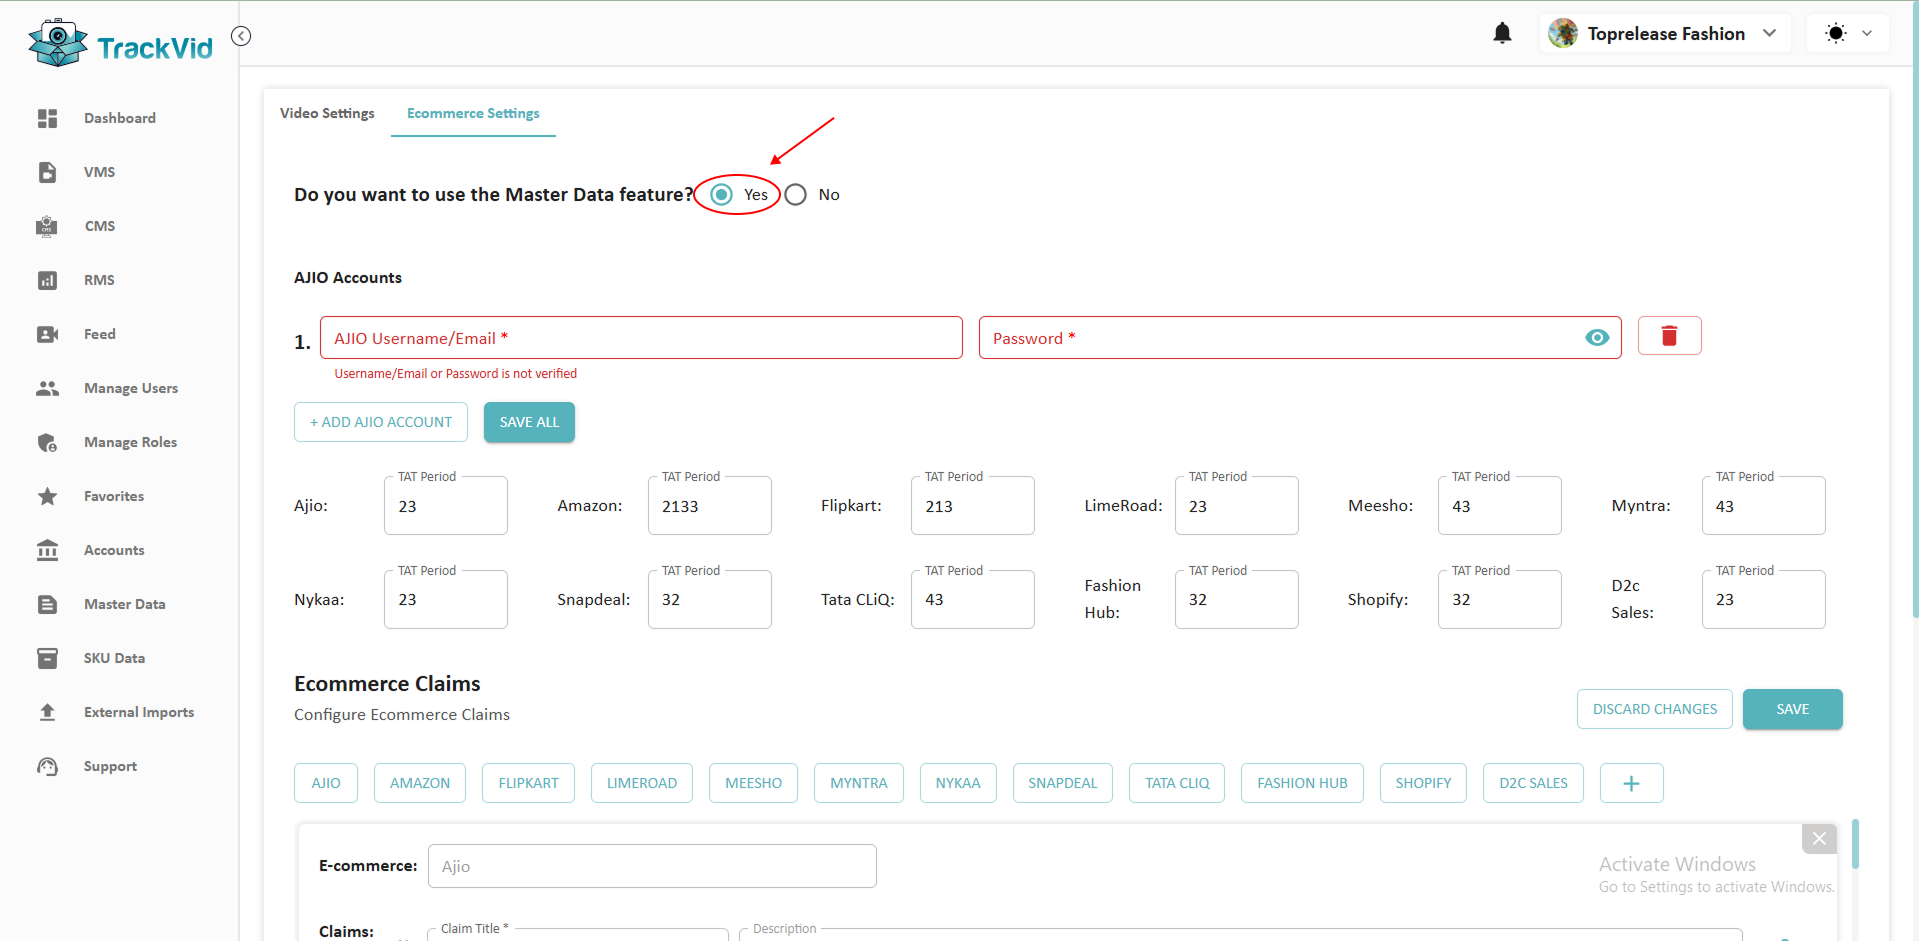 TrackVid
Toprelease Fashion
Dashboard
VMS
CMS
RMS
Feed
Manage Users
Manage Roles
Favorites
Accounts
Master Data
SKU Data
External Imports
Support
Video Settings
Ecommerce Settings
Do you want to use the Master Data feature? Yes No
AJIO Accounts
1. AJIO Username/Email * Password *
Username/Email or Password is not verified
+ ADD AJIO ACCOUNT SAVE ALL
TAT Period TAT Period TAT Period TAT Period TAT Period TAT Period
Ajio: 23 Amazon: 2133 Flipkart: 213 LimeRoad: 23 Meesho: 43 Myntra: 43
TAT Period TAT Period TAT Period TAT Period TAT Period TAT Period
Nykaa: 23 Snapdeal: 32 Tata CLiQ: 43 Fashion Hub: 32 Shopify: 32 D2c Sales: 23
Ecommerce Claims
Configure Ecommerce Claims
DISCARD CHANGES SAVE
AJIO AMAZON FLIPKART LIMEROAD MEESHO MYNTRA NYKAA SNAPDEAL TATA CLIQ FASHION HUB SHOPIFY D2C SALES +
E-commerce: Ajio
Activate Windows
Go to Settings to activate Windows.
Claims: Claim Title * Description